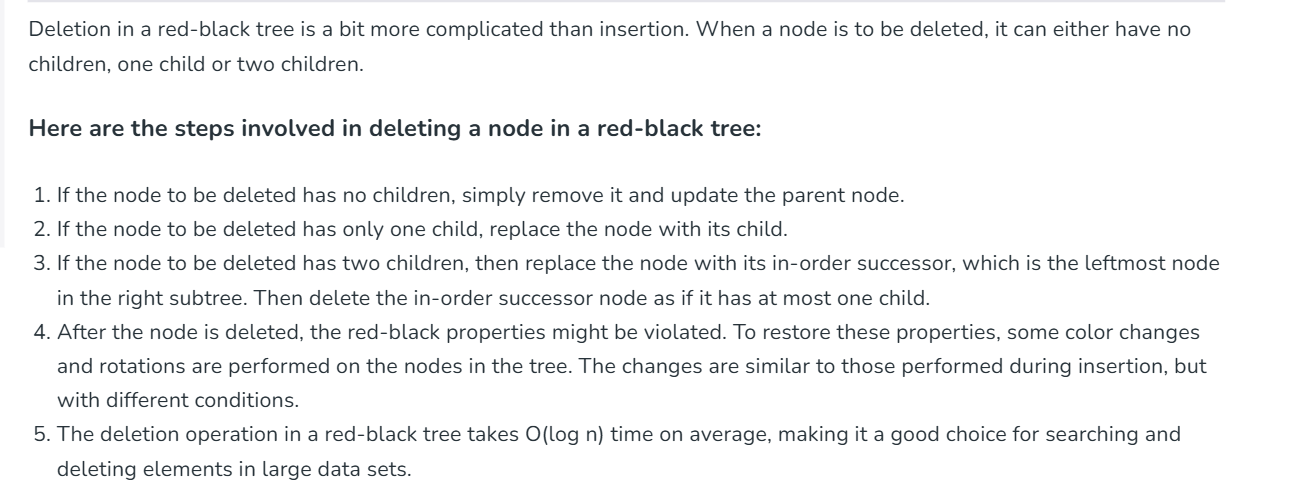 Deletion in a red-black tree is a bit more complicated than insertion. When a node is to be deleted, it can either have no
children, one child or two children.
Here are the steps involved in deleting a node in a red-black tree:
1. If the node to be deleted has no children, simply remove it and update the parent node.
2. If the node to be deleted has only one child, replace the node with its child.
3. If the node to be deleted has two children, then replace the node with its in-order successor, which is the leftmost node
in the right subtree. Then delete the in-order successor node as if it has at most one child.
4. After the node is deleted, the red-black properties might be violated. To restore these properties, some color changes
and rotations are performed on the nodes in the tree. The changes are similar to those performed during insertion, but
with different conditions.
5. The deletion operation in a red-black tree takes O(log n) time on average, making it a good choice for searching and
deleting elements in large data sets.